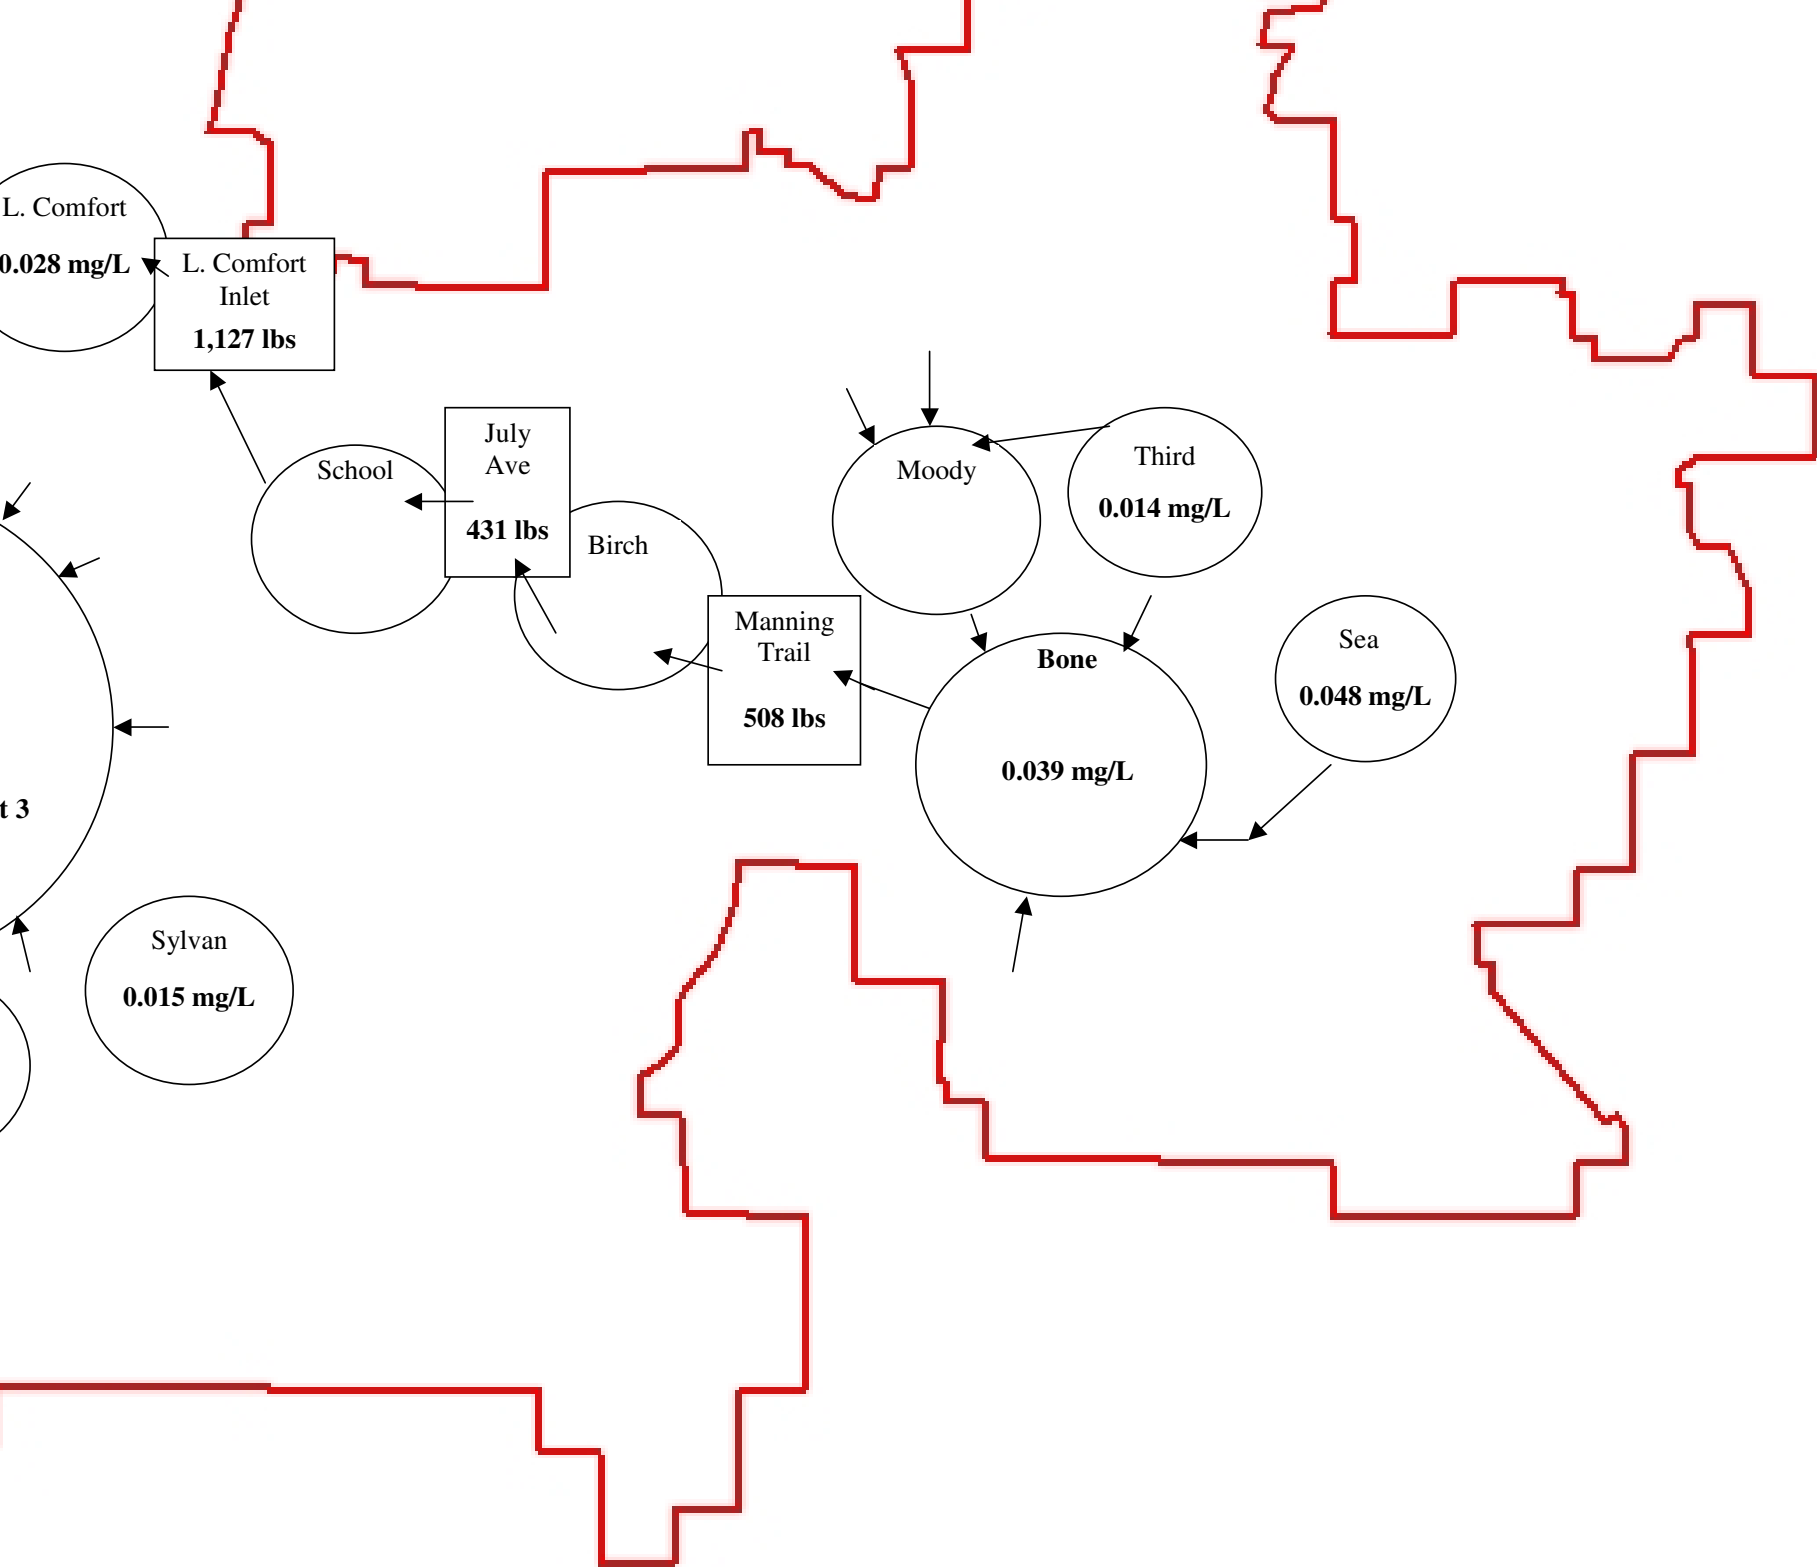 L. Comfort
0.028 mg/L
L. Comfort
Inlet
1,127 lbs
July
Ave
431 lbs
School
Birch
Moody
Third
0.014 mg/L
Manning
Trail
508 lbs
Bone
0.039 mg/L
Sea
0.048 mg/L
t 3
Sylvan
0.015 mg/L